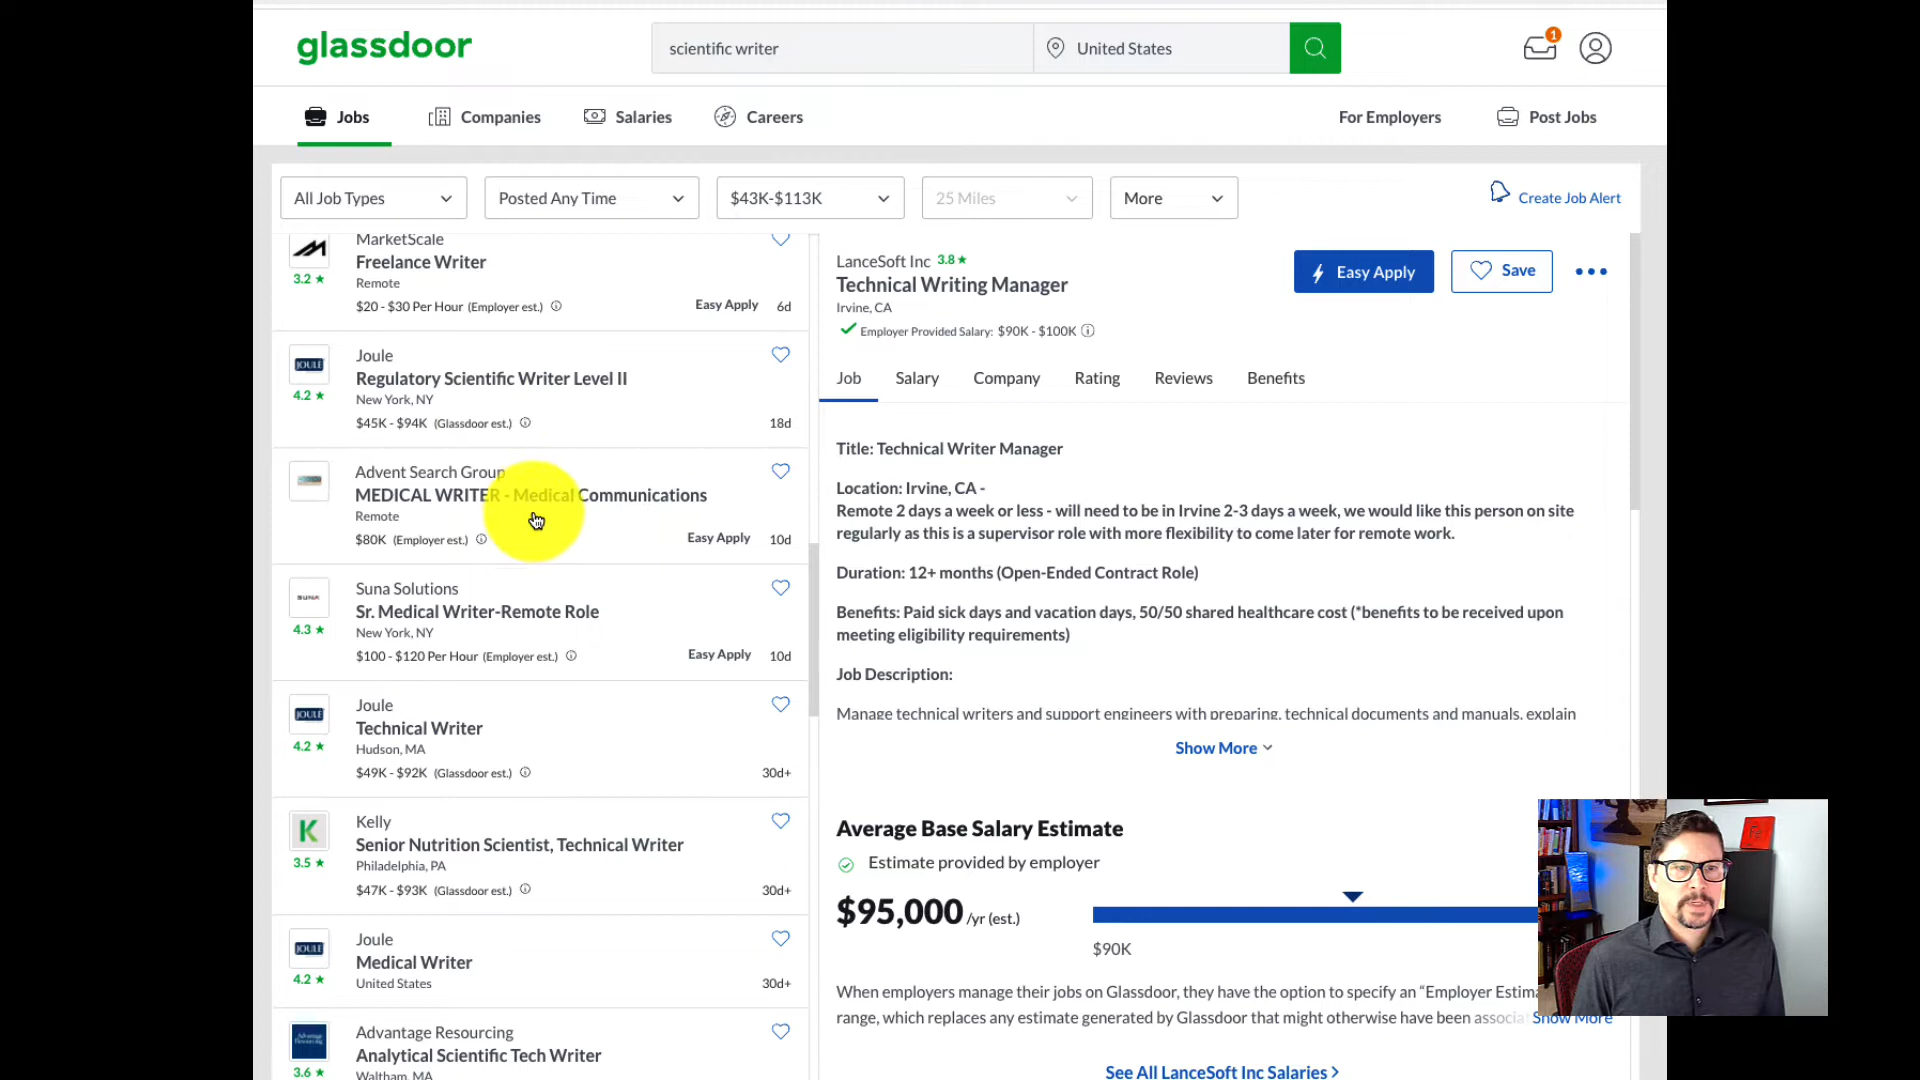 glassdoor
scientific writer
United States
1
Jobs
Companies
Salaries
Careers
For Employers
Post Jobs
All Job Types
Posted Any Time
$43K-$113K
25 Miles
More
Create Job Alert
MarketScale
Freelance Writer
3.2 ★
Remote
$20 - $30 Per Hour (Employer est.)
Easy Apply
6d
JOULE
Joule
Regulatory Scientific Writer Level II
4.2 ★
New York, NY
$45K - $94K (Glassdoor est.)
18d
Advent Search Group
MEDICAL WRITER - Medical Communications
Remote
$80K (Employer est.)
Easy Apply
10d
SUNA
Suna Solutions
Sr. Medical Writer-Remote Role
4.3 ★
New York, NY
$100 - $120 Per Hour (Employer est.)
Easy Apply
10d
JOULE
Joule
Technical Writer
4.2 ★
Hudson, MA
$49K - $92K (Glassdoor est.)
30d+
K
Kelly
Senior Nutrition Scientist, Technical Writer
3.5 ★
Philadelphia, PA
$47K - $93K (Glassdoor est.)
30d+
JOULE
Joule
Medical Writer
4.2 ★
United States
30d+
Advantage Resourcing
Advantage Resourcing
Analytical Scientific Tech Writer
3.6 ★
Waltham, MA
LanceSoft Inc 3.8 ★
Technical Writing Manager
Irvine, CA
Employer Provided Salary: $90K - $100K
Easy Apply
Save
Job
Salary
Company
Rating
Reviews
Benefits
Title: Technical Writer Manager
Location: Irvine, CA -
Remote 2 days a week or less - will need to be in Irvine 2-3 days a week, we would like this person on site
regularly as this is a supervisor role with more flexibility to come later for remote work.
Duration: 12+ months (Open-Ended Contract Role)
Benefits: Paid sick days and vacation days, 50/50 shared healthcare cost (*benefits to be received upon
meeting eligibility requirements)
Job Description:
Manage technical writers and support engineers with preparing, technical documents and manuals, explain
Show More
Average Base Salary Estimate
Estimate provided by employer
$95,000 /yr (est.)
$90K
When employers manage their jobs on Glassdoor, they have the option to specify an “Employer Estima
range, which replaces any estimate generated by Glassdoor that might otherwise have been associa
Show More
See All LanceSoft Inc Salaries >